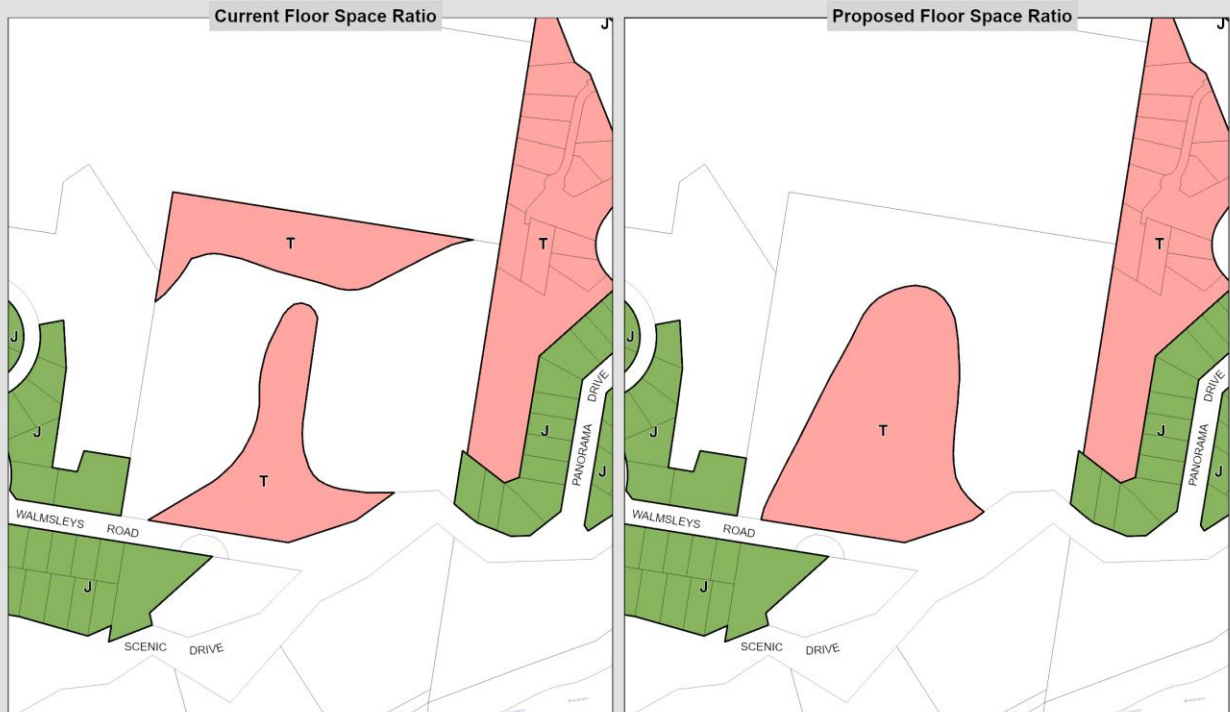 Current Floor Space Ratio
T
T
T
J
J
J
J
J
J
PANORAMA DRIVE
WALMSLEYS ROAD
SCENIC DRIVE
Proposed Floor Space Ratio
J
T
T
J
J
J
J
J
PANORAMA DRIVE
WALMSLEYS ROAD
SCENIC DRIVE